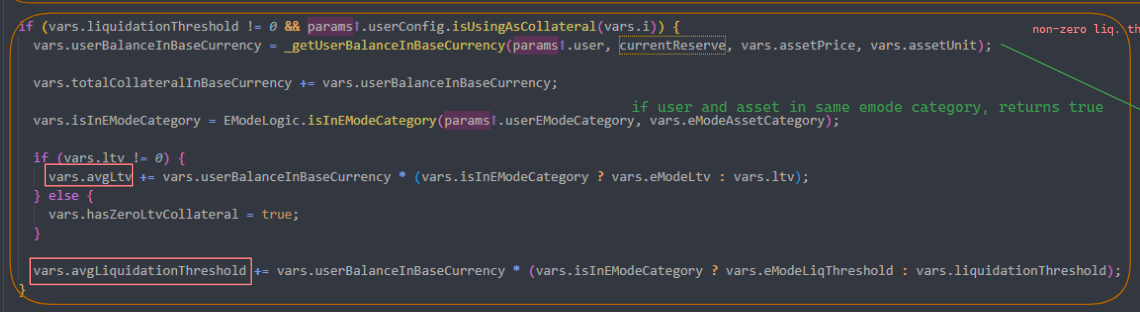 if (vars.liquidationThreshold != 0 && params↑.userConfig.isUsingAsCollateral(vars.i)) {
non-zero liq. th
vars.userBalanceInBaseCurrency = _getUserBalanceInBaseCurrency(params↑.user, currentReserve, vars.assetPrice, vars.assetUnit);
vars.totalCollateralInBaseCurrency += vars.userBalanceInBaseCurrency;
if user and asset in same emode category, returns true
vars.isInEModeCategory = EModeLogic.isInEModeCategory(params↑.userEModeCategory, vars.eModeAssetCategory);
if (vars.ltv != 0) {
vars.avgLtv += vars.userBalanceInBaseCurrency * (vars.isInEModeCategory ? vars.eModeLtv : vars.ltv);
} else {
vars.hasZeroLtvCollateral = true;
}
vars.avgLiquidationThreshold += vars.userBalanceInBaseCurrency * (vars.isInEModeCategory ? vars.eModeLiqThreshold : vars.liquidationThreshold);
}